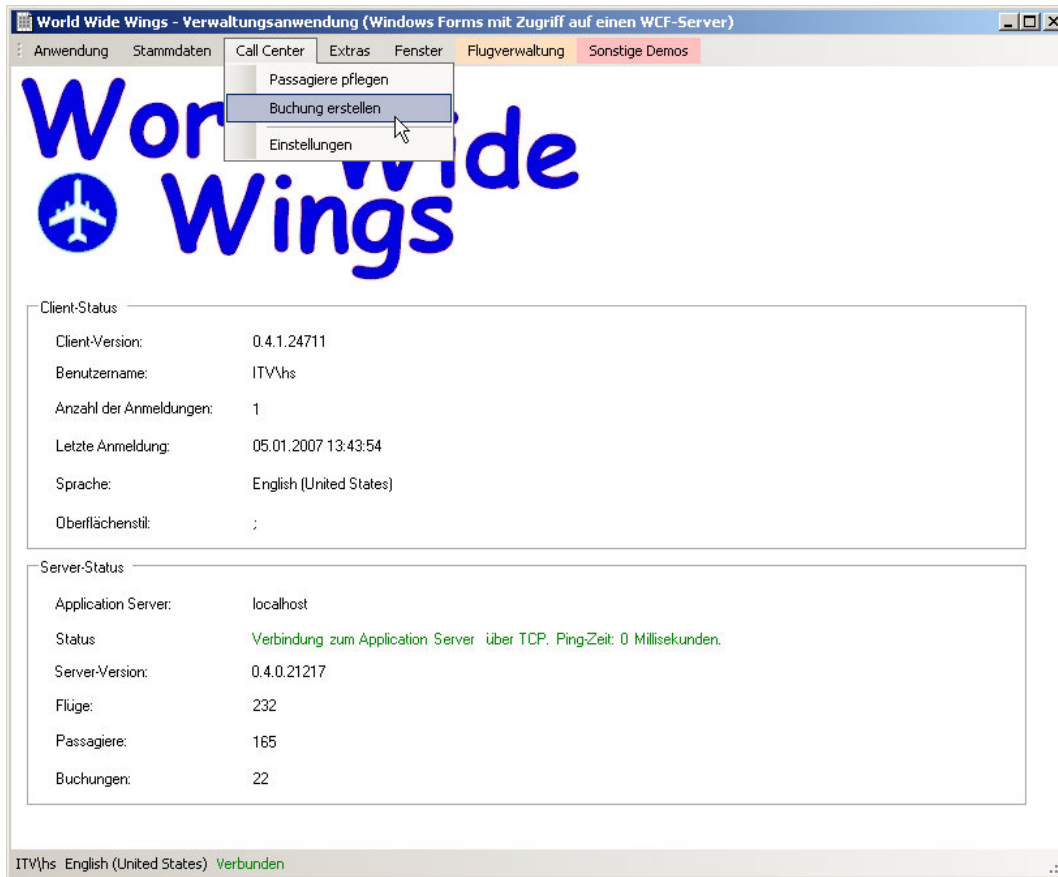 World Wide Wings - Verwaltungsanwendung (Windows Forms mit Zugriff auf einen WCF-Server)
Anwendung Stammdaten Call Center Extras Fenster Flugverwaltung Sonstige Demos
Passagiere pflegen
Buchung erstellen
Einstellungen
Wor
Wide
Wings
Client-Status
Client-Version: 0.4.1.24711
Benutzername: ITV\hs
Anzahl der Anmeldungen: 1
Letzte Anmeldung: 05.01.2007 13:43:54
Sprache: English (United States)
Oberflächenstil: ;
Server-Status
Application Server: localhost
Status Verbindung zum Application Server über TCP. Ping-Zeit: 0 Millisekunden.
Server-Version: 0.4.0.21217
Flüge: 232
Passagiere: 165
Buchungen: 22
ITV\hs English (United States) Verbunden